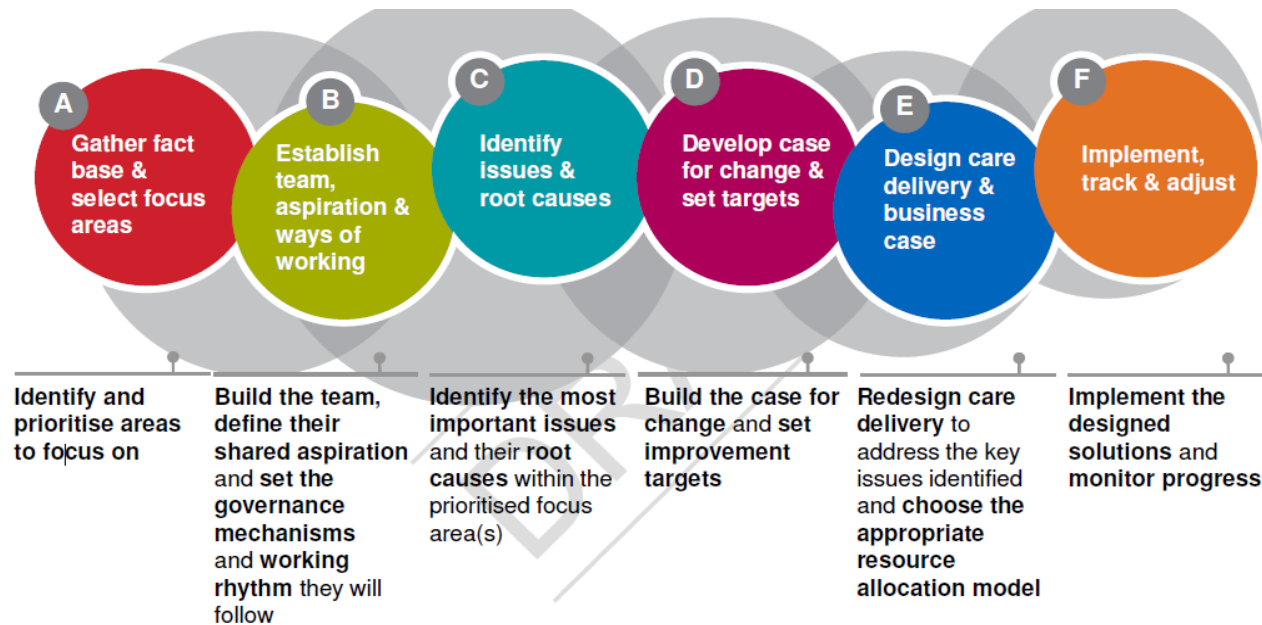 A
Gather fact
base &
select focus
areas
B
Establish
team,
aspiration &
ways of
working
C
Identify
issues &
root causes
D
Develop case
for change &
set targets
E
Design care
delivery &
business
case
F
Implement,
track & adjust
Identify and
prioritise areas
to focus on
Build the team,
define their
shared aspiration
and set the
governance
mechanisms
and working
rhythm they will
follow
Identify the most
important issues
and their root
causes within the
prioritised focus
area(s)
Build the case for
change and set
improvement
targets
Redesign care
delivery to
address the key
issues identified
and choose the
appropriate
resource
allocation model
Implement the
designed
solutions and
monitor progress